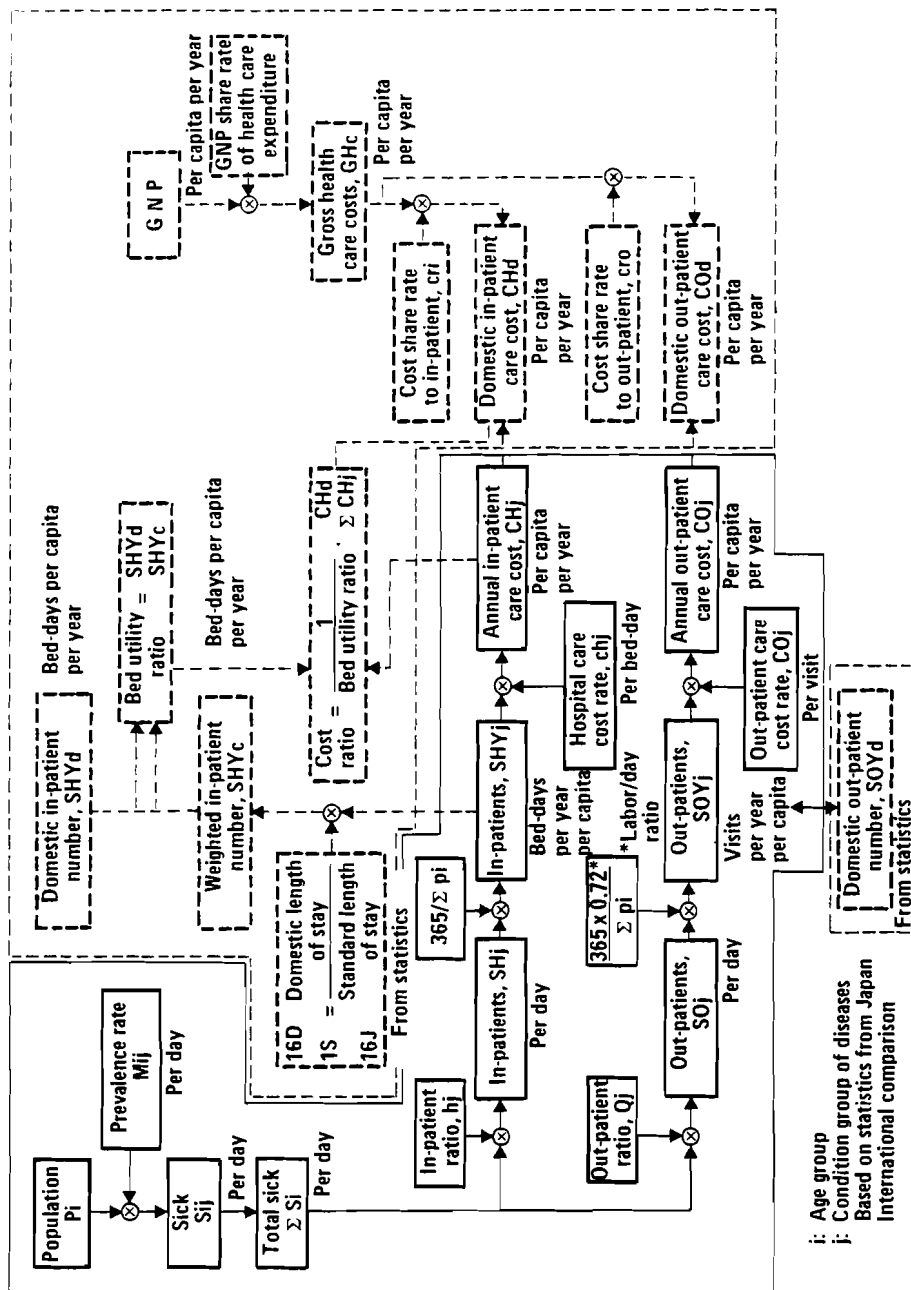 Population
Pi
Prevalence rate
Mij
Per day
Sick
Sij
Per day
Total sick
Σ Si
Per day
In-patient
ratio, hj
In-patients, SHj
Per day
365/Σ pi
In-patients, SHYj
Bed-days
per year
per capita
Hospital care
cost rate, chj
Per bed-day
Annual in-patient
care cost, CHj
Per capita
per year
Out-patient
ratio, Qj
Out-patients,
SOj
Per day
365 x 0.72*
Σ pi
*Labor/day
ratio
Out-patients,
SOYj
Visits
per year
per capita
Out-patient care
cost rate, COj
Per visit
Annual out-patient
care cost, COj
Per capita
per year
Domestic out-patient
number, SOYd
From statistics
16D Domestic length
of stay
1S =
Standard length
16J of stay
From statistics
Weighted in-patient
number, SHYc
Domestic in-patient
number, SHYd
Bed-days per capita
per year
Bed utility = SHYd
ratio SHYc
Bed-days per capita
per year
Cost = 1 . CHd
ratio Bed utility ratio Σ CHj
G N P
Per capita per year
GNP share rate
of health care
expenditure
Gross health
care costs, GHc
Per capita
per year
Cost share rate
to in-patient, cri
Domestic in-patient
care cost, CHd
Per capita
per year
Cost share rate
to out-patient, cro
Domestic out-patient
care cost, COd
Per capita
per year
i: Age group
j: Condition group of diseases
Based on statistics from Japan
International comparison